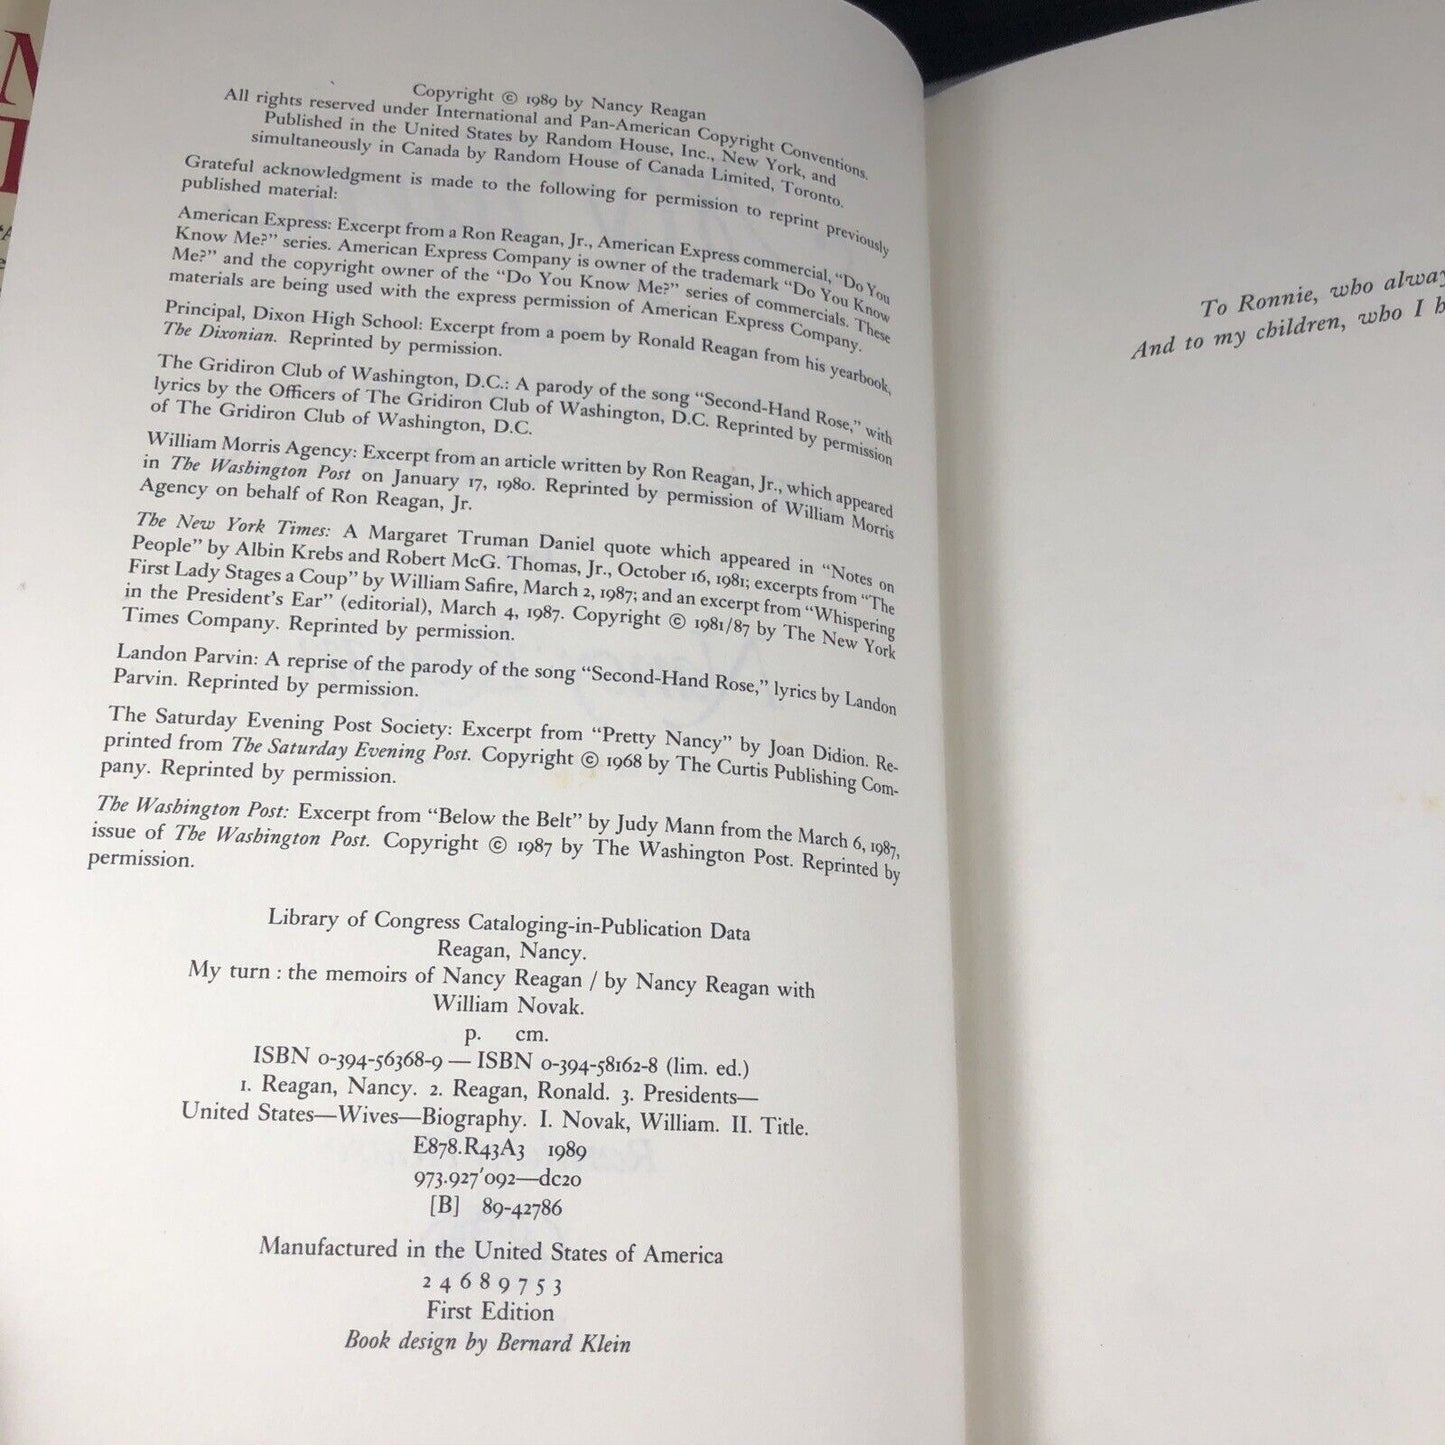 Copyright © 1989 by Nancy Reagan
All rights reserved under International and Pan-American Copyright Conventions.
Published in the United States by Random House, Inc., New York, and
simultaneously in Canada by Random House of Canada Limited, Toronto.
Grateful acknowledgment is made to the following for permission to reprint previously
published material:
American Express: Excerpt from a Ron Reagan, Jr., American Express commercial, “Do You
Know Me?” series. American Express Company is owner of the trademark “Do You Know
Me?” and the copyright owner of the “Do You Know Me?” series of commercials. These
materials are being used with the express permission of American Express Company.
Principal, Dixon High School: Excerpt from a poem by Ronald Reagan from his yearbook,
The Dixonian. Reprinted by permission.
The Gridiron Club of Washington, D.C.: A parody of the song “Second-Hand Rose,” with
lyrics by the Officers of The Gridiron Club of Washington, D.C. Reprinted by permission
of The Gridiron Club of Washington, D.C.
William Morris Agency: Excerpt from an article written by Ron Reagan, Jr., which appeared
in The Washington Post on January 17, 1980. Reprinted by permission of William Morris
Agency on behalf of Ron Reagan, Jr.
The New York Times: A Margaret Truman Daniel quote which appeared in “Notes on
People” by Albin Krebs and Robert McG. Thomas, Jr., October 16, 1981; excerpts from “The
First Lady Stages a Coup” by William Safire, March 2, 1987; and an excerpt from “Whispering
in the President’s Ear” (editorial), March 4, 1987. Copyright © 1981/87 by The New York
Times Company. Reprinted by permission.
Landon Parvin: A reprise of the parody of the song “Second-Hand Rose,” lyrics by Landon
Parvin. Reprinted by permission.
The Saturday Evening Post Society: Excerpt from “Pretty Nancy” by Joan Didion. Re-
printed from The Saturday Evening Post. Copyright © 1968 by The Curtis Publishing Com-
pany. Reprinted by permission.
The Washington Post: Excerpt from “Below the Belt” by Judy Mann from the March 6, 1987,
issue of The Washington Post. Copyright © 1987 by The Washington Post. Reprinted by
permission.
Library of Congress Cataloging-in-Publication Data
Reagan, Nancy.
My turn : the memoirs of Nancy Reagan / by Nancy Reagan with
William Novak.
p. cm.
ISBN 0-394-56368-9 — ISBN 0-394-58162-8 (lim. ed.)
1. Reagan, Nancy. 2. Reagan, Ronald. 3. Presidents—
United States—Wives—Biography. I. Novak, William. II. Title.
E878.R43A3 1989
973.927′092—dc20
[B] 89-42786
Manufactured in the United States of America
2 4 6 8 9 7 5 3
First Edition
Book design by Bernard Klein
To Ronnie, who alway
And to my children, who I h